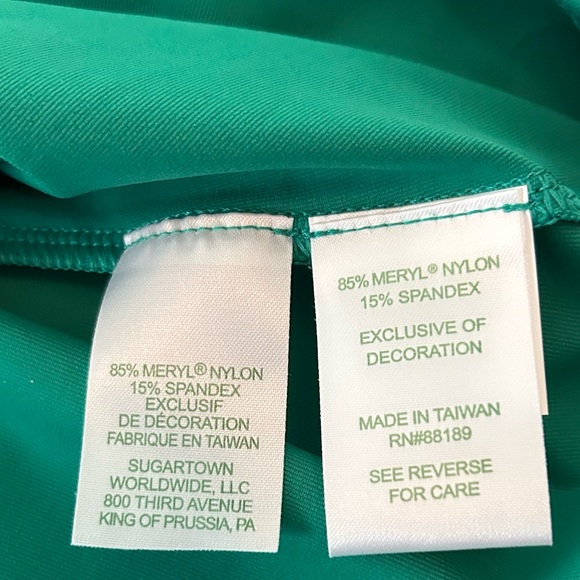 85% MERYL® NYLON
15% SPANDEX
EXCLUSIF
DE DÉCORATION
FABRIQUE EN TAIWAN
SUGARTOWN
WORLDWIDE, LLC
800 THIRD AVENUE
KING OF PRUSSIA, PA
85% MERYL® NYLON
15% SPANDEX
EXCLUSIVE OF
DECORATION
MADE IN TAIWAN
RN#88189
SEE REVERSE
FOR CARE